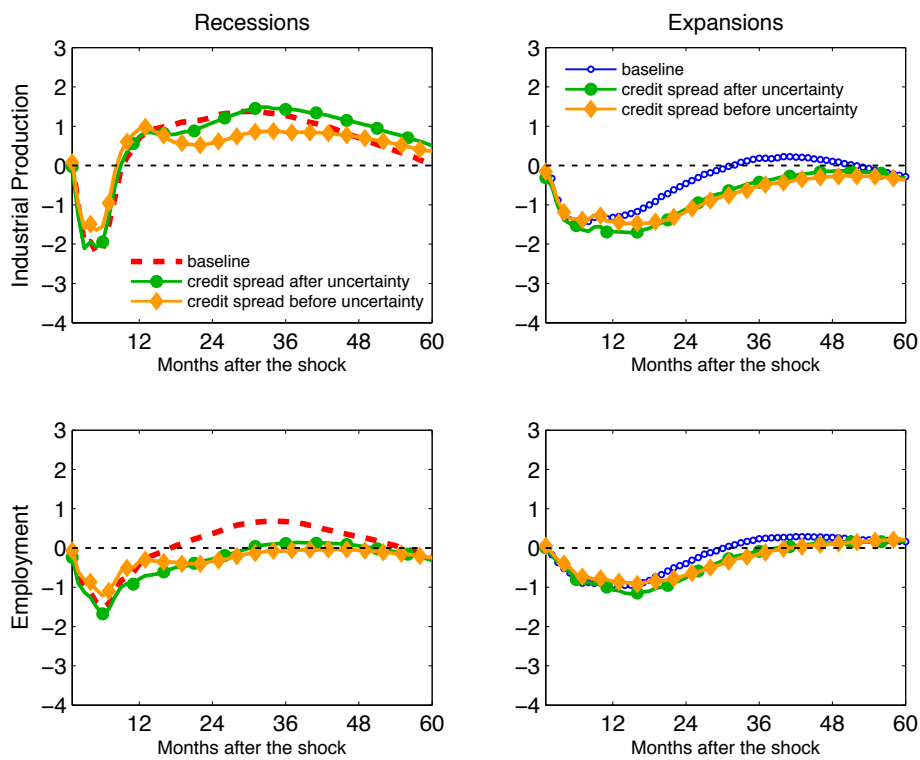 Recessions
Industrial Production
3
2
1
0
−1
−2
−3
−4
baseline
credit spread after uncertainty
credit spread before uncertainty
12 24 36 48 60
Months after the shock
Expansions
3
2
1
0
−1
−2
−3
−4
baseline
credit spread after uncertainty
credit spread before uncertainty
12 24 36 48 60
Months after the shock
Employment
3
2
1
0
−1
−2
−3
−4
12 24 36 48 60
Months after the shock
3
2
1
0
−1
−2
−3
−4
12 24 36 48 60
Months after the shock